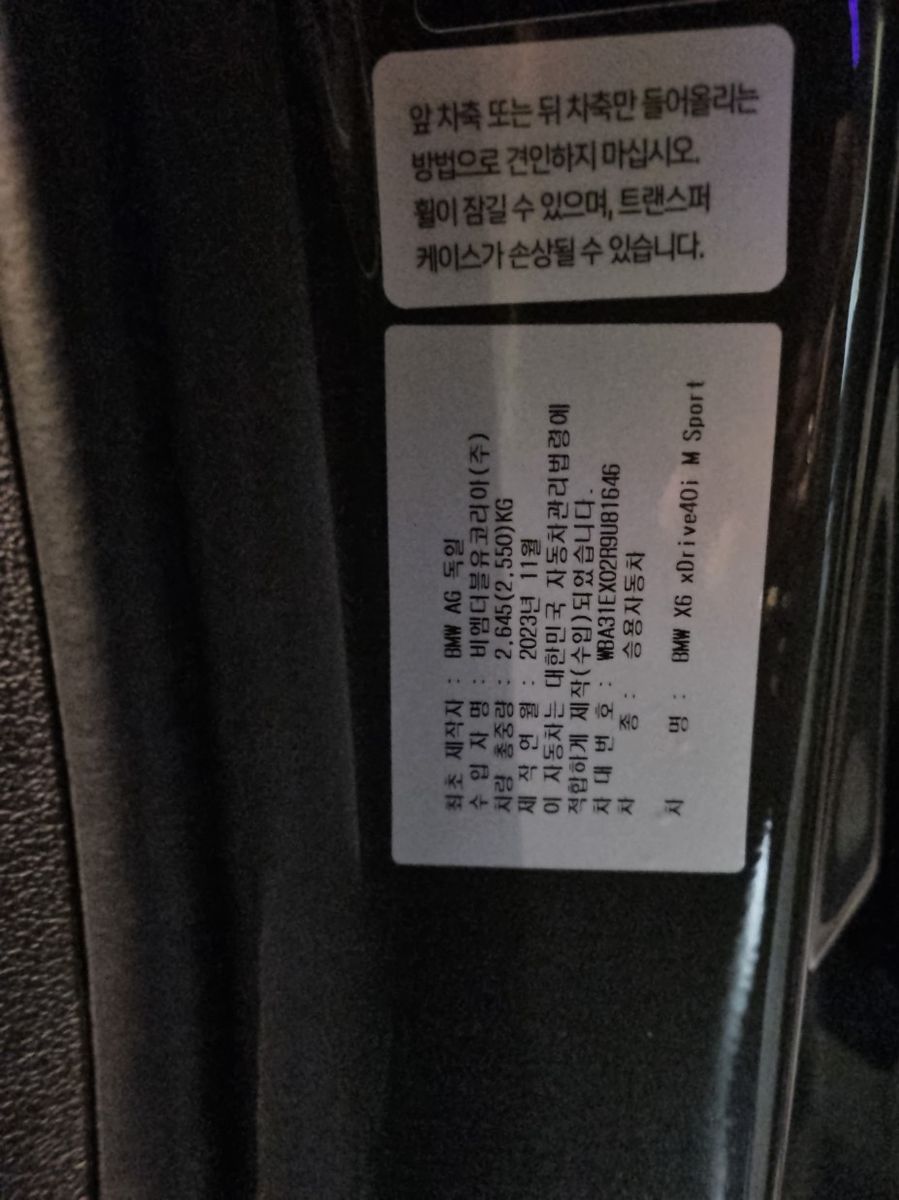 앞 차축 또는 뒤 차축만 들어올리는
방법으로 견인하지 마십시오.
휠이 잠길 수 있으며, 트랜스퍼
케이스가 손상될 수 있습니다.
최초 제작자 : BMW AG 독일
수 입 자 명 : 비엠더블유코리아(주)
차량 총중량 : 2,645(2,550)KG
제 작 연 월 : 2023년 11월
이 자동차는 대한민국 자동차관리법령에
적합하게 제작(수입)되었습니다.
차 대 번 호 : WBA31EX02R9U81646
차 종 : 승용자동차
차 명 : BMW X6 xDrive40i M Sport